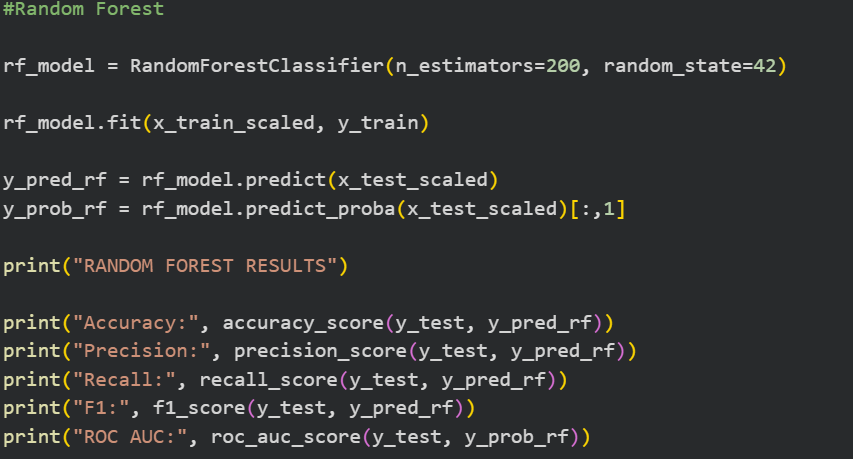 #Random Forest
rf_model = RandomForestClassifier(n_estimators=200, random_state=42)
rf_model.fit(x_train_scaled, y_train)
y_pred_rf = rf_model.predict(x_test_scaled)
y_prob_rf = rf_model.predict_proba(x_test_scaled)[:,1]
print("RANDOM FOREST RESULTS")
print("Accuracy:", accuracy_score(y_test, y_pred_rf))
print("Precision:", precision_score(y_test, y_pred_rf))
print("Recall:", recall_score(y_test, y_pred_rf))
print("F1:", f1_score(y_test, y_pred_rf))
print("ROC AUC:", roc_auc_score(y_test, y_prob_rf))